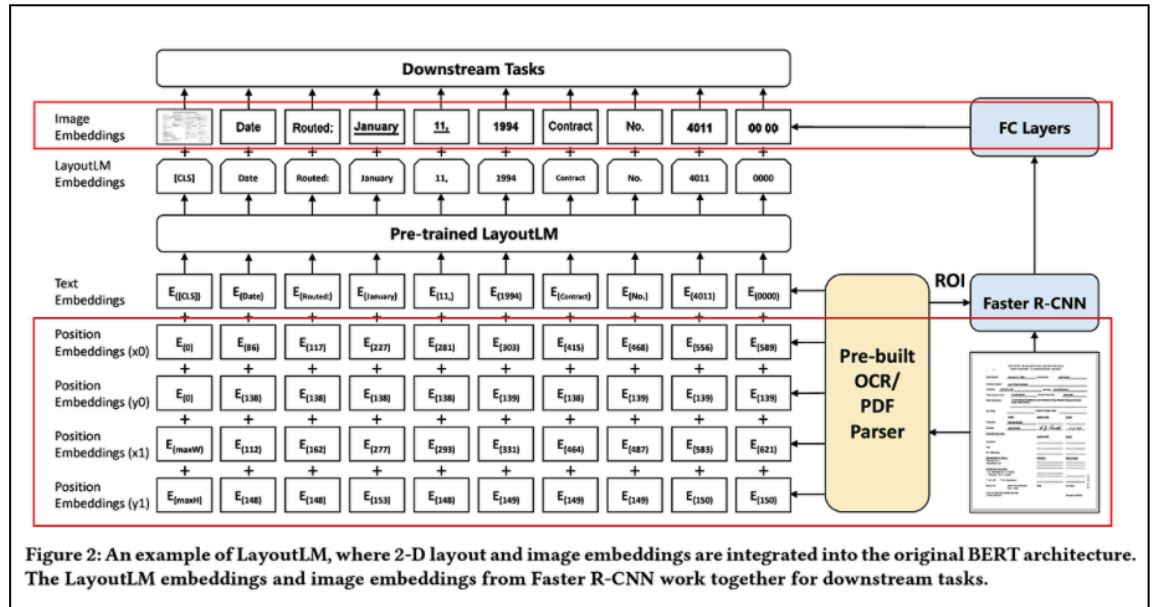 Downstream Tasks
Image Embeddings
Date Routed: January 11, 1994 Contract No. 4011 00 00
FC Layers
LayoutLM Embeddings
[CLS] Date Routed: January 11, 1994 Contract No. 4011 0000
+ + + + + + + + + +
Pre-trained LayoutLM
Text Embeddings
E([CLS]) E(Date) E(Routed:) E(January) E(11,) E(1994) E(Contract) E(No.) E(4011) E(0000)
ROI
Faster R-CNN
+ + + + + + + + + +
Position Embeddings (x0)
E(0) E(86) E(117) E(227) E(281) E(303) E(415) E(468) E(556) E(589)
+ + + + + + + + + +
Position Embeddings (y0)
E(0) E(138) E(138) E(138) E(138) E(139) E(138) E(139) E(139) E(139)
Pre-built
OCR/
PDF
Parser
+ + + + + + + + + +
Position Embeddings (x1)
E(maxW) E(112) E(162) E(277) E(293) E(331) E(464) E(487) E(583) E(621)
+ + + + + + + + + +
Position Embeddings (y1)
E(maxH) E(148) E(148) E(153) E(148) E(149) E(149) E(149) E(150) E(150)
Figure 2: An example of LayoutLM, where 2-D layout and image embeddings are integrated into the original BERT architecture.
The LayoutLM embeddings and image embeddings from Faster R-CNN work together for downstream tasks.